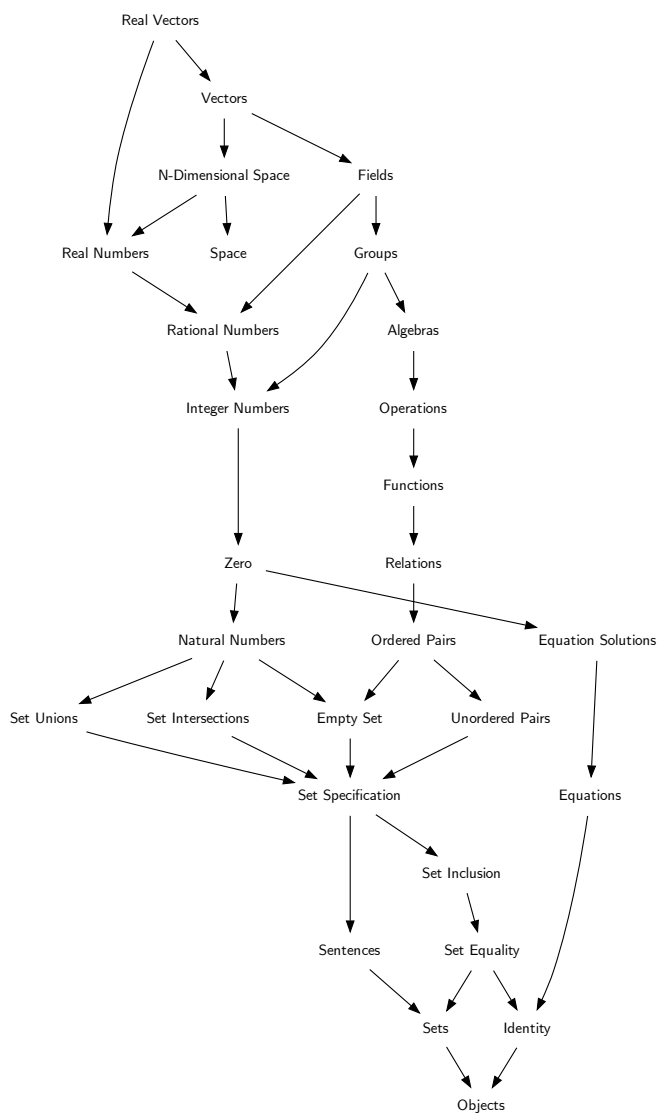 Real Vectors
Vectors
N-Dimensional Space
Fields
Real Numbers
Space
Groups
Rational Numbers
Algebras
Integer Numbers
Operations
Functions
Zero
Relations
Natural Numbers
Ordered Pairs
Equation Solutions
Set Unions
Set Intersections
Empty Set
Unordered Pairs
Set Specification
Equations
Set Inclusion
Sentences
Set Equality
Sets
Identity
Objects